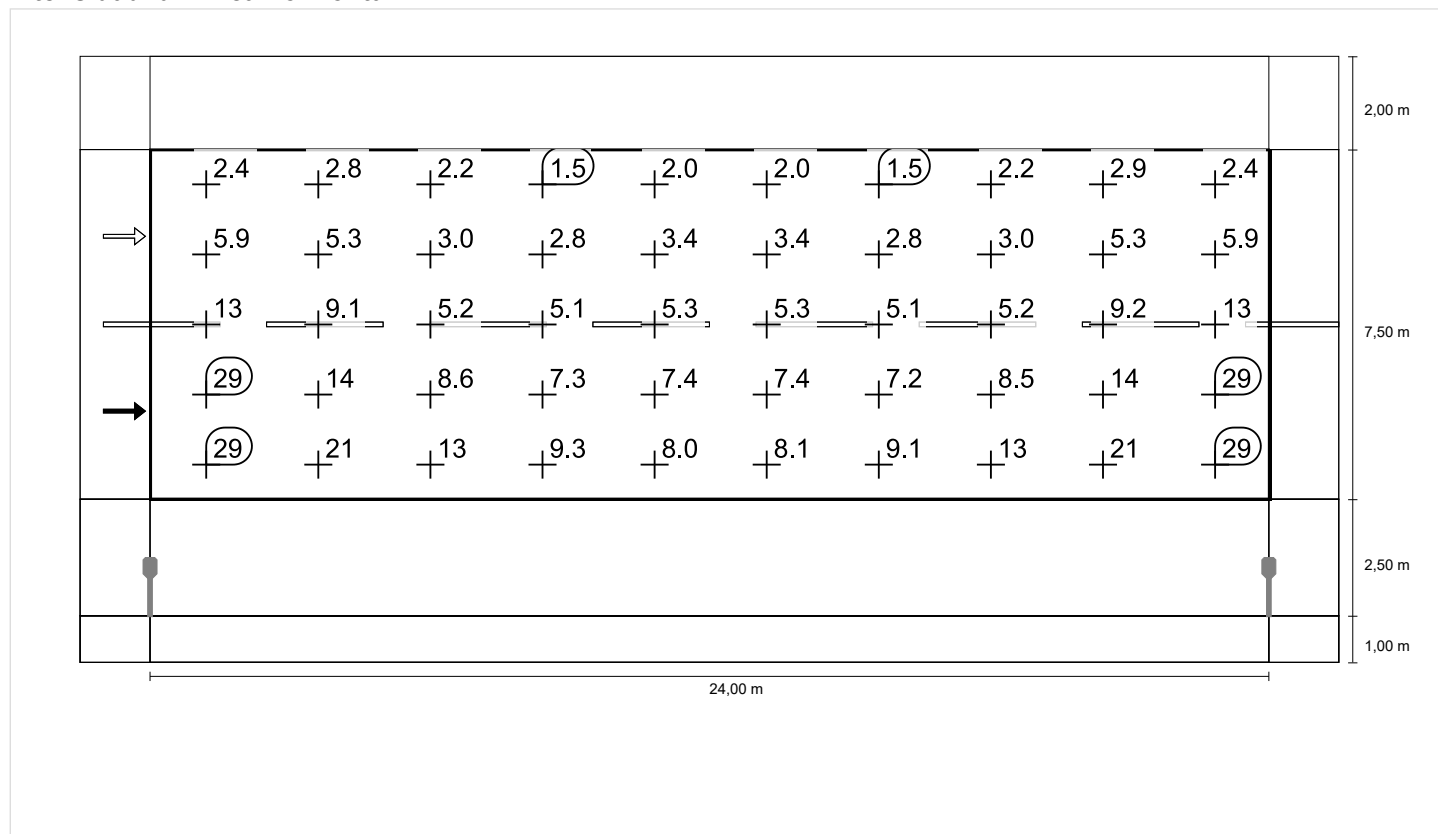 2,00 m
2.4 2.8 2.2 1.5 2.0 2.0 1.5 2.2 2.9 2.4
5.9 5.3 3.0 2.8 3.4 3.4 2.8 3.0 5.3 5.9
13 9.1 5.2 5.1 5.3 5.3 5.1 5.2 9.2 13
7,50 m
29 14 8.6 7.3 7.4 7.4 7.2 8.5 14 29
29 21 13 9.3 8.0 8.1 9.1 13 21 29
2,50 m
1,00 m
24,00 m